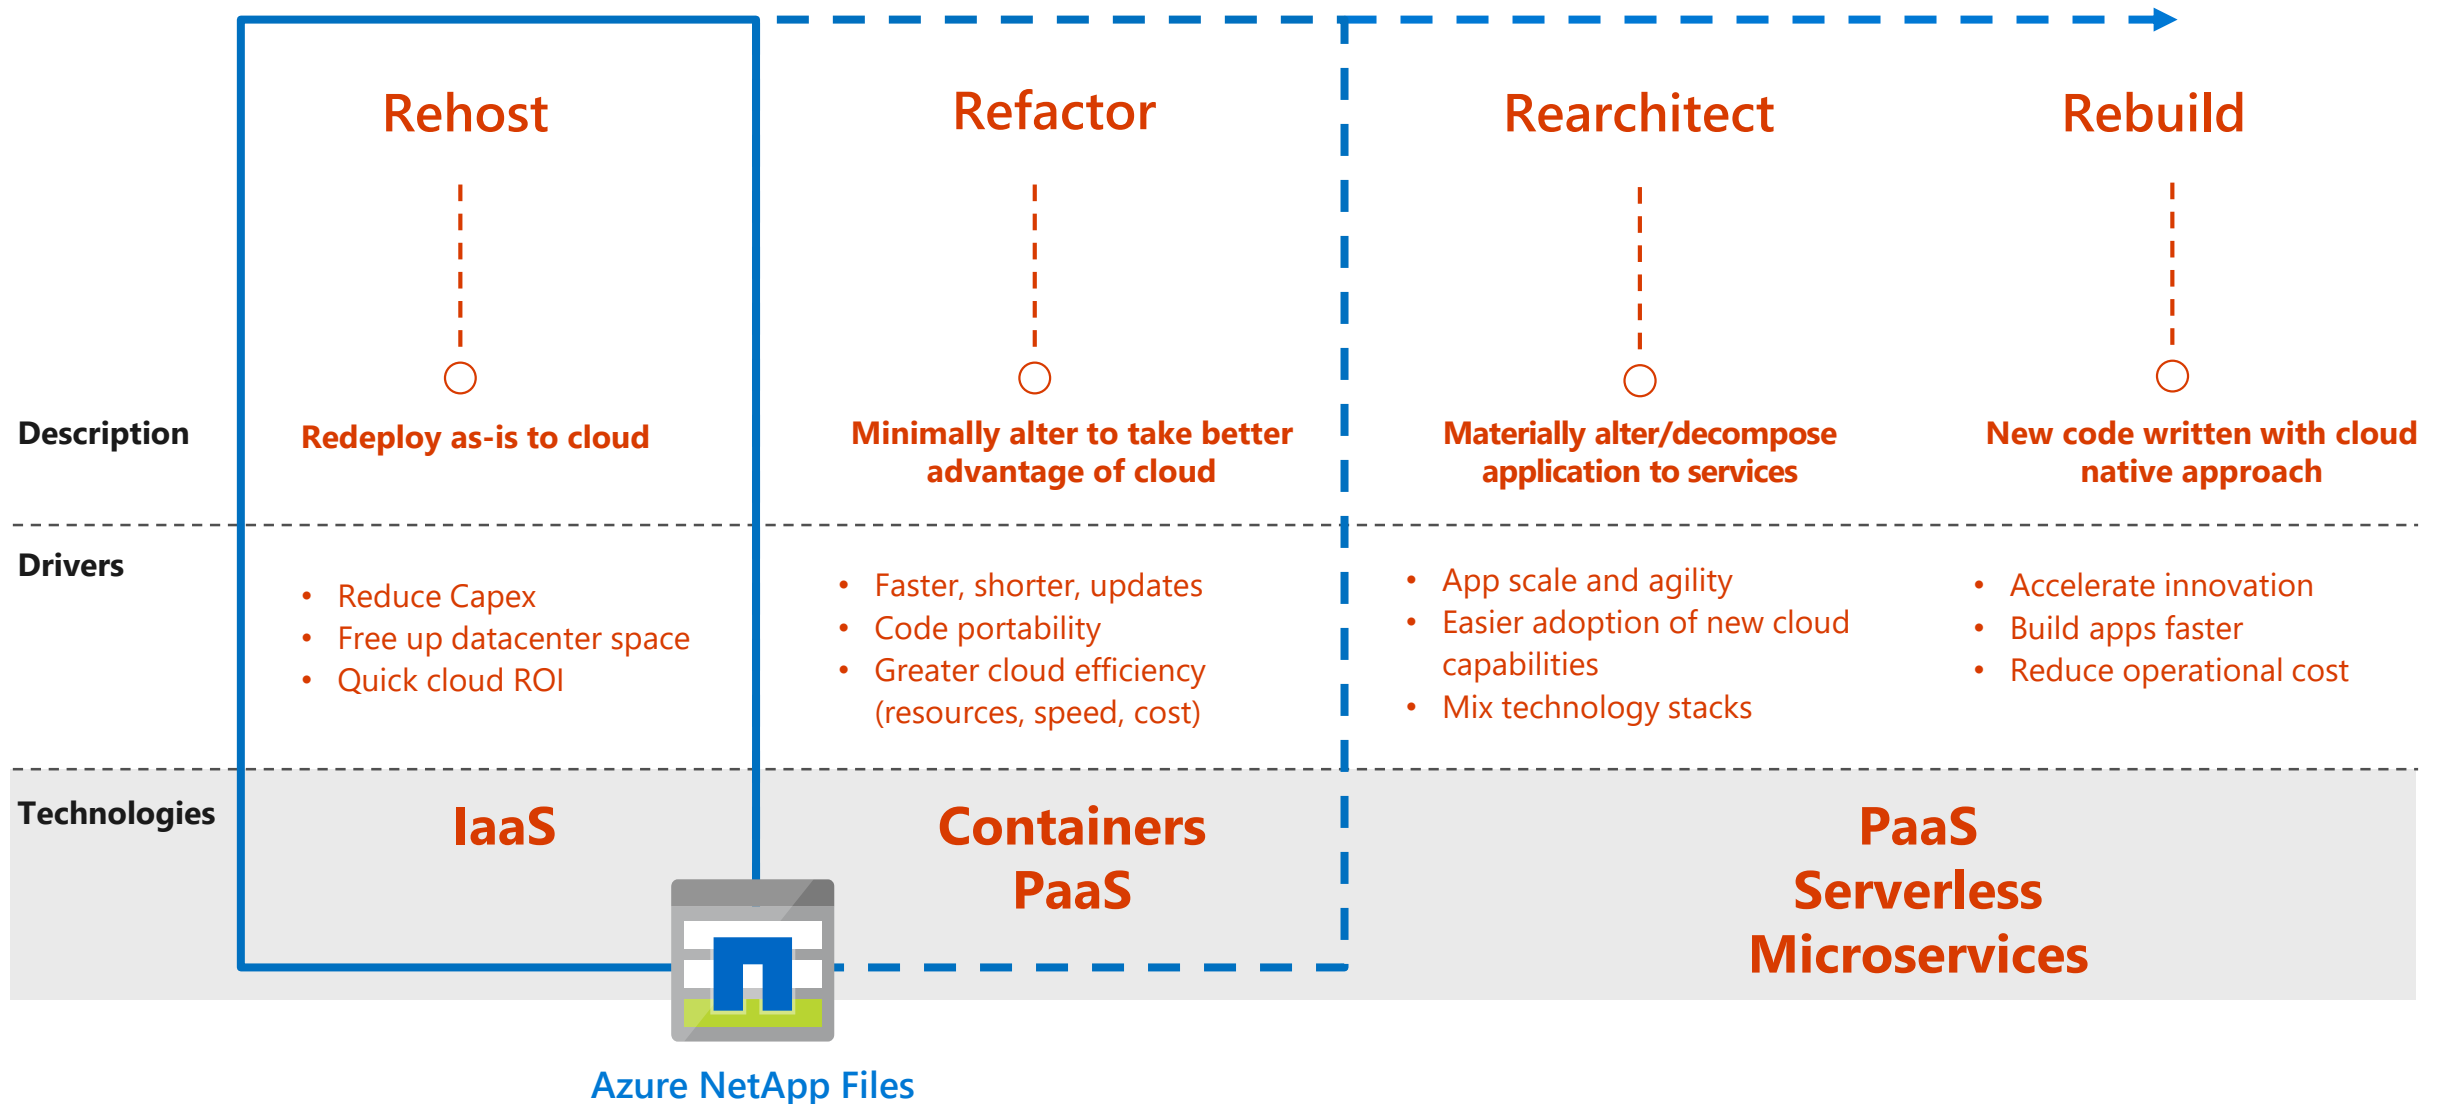 Rehost
Refactor
Rearchitect
Rebuild
Description
Redeploy as-is to cloud
Minimally alter to take better
advantage of cloud
Materially alter/decompose
application to services
New code written with cloud
native approach
Drivers
• Reduce Capex
• Free up datacenter space
• Quick cloud ROI
• Faster, shorter, updates
• Code portability
• Greater cloud efficiency
(resources, speed, cost)
• App scale and agility
• Easier adoption of new cloud
capabilities
• Mix technology stacks
• Accelerate innovation
• Build apps faster
• Reduce operational cost
Technologies
IaaS
Containers
PaaS
PaaS
Serverless
Microservices
Azure NetApp Files